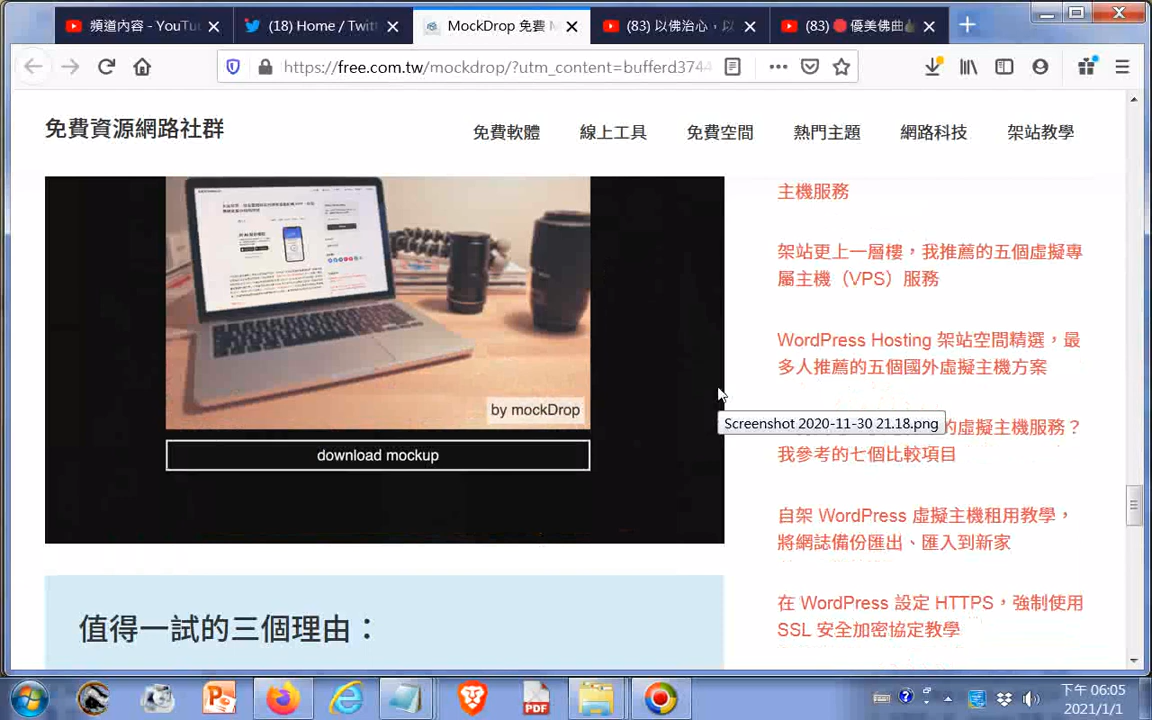 頻道內容 - YouTu
(18) Home / Twitt
MockDrop 免費 M
(83) 以佛治心，以
(83) 優美佛曲
https://free.com.tw/mockdrop/?utm_content=bufferd3744
免費資源網路社群
免費軟體
線上工具
免費空間
熱門主題
網路科技
架站教學
by mockDrop
download mockup
值得一試的三個理由：
主機服務
架站更上一層樓，我推薦的五個虛擬專
屬主機（VPS）服務
WordPress Hosting 架站空間精選，最
多人推薦的五個國外虛擬主機方案
Screenshot 2020-11-30 21.18.png
的虛擬主機服務？
我參考的七個比較項目
自架 WordPress 虛擬主機租用教學，
將網誌備份匯出、匯入到新家
在 WordPress 設定 HTTPS，強制使用
SSL 安全加密協定教學
PDF
下午 06:05
2021/1/1